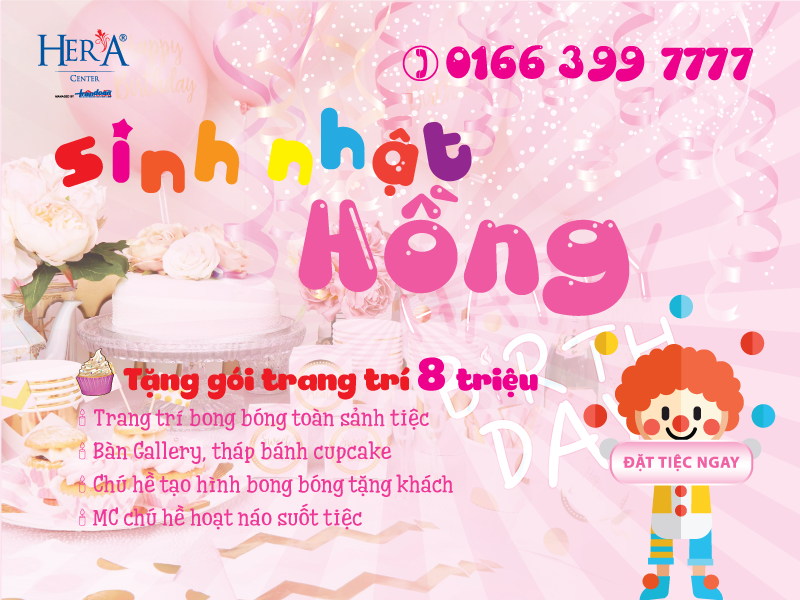 HERA®
CENTER
MANAGED BY
0166 399 7777
sinh nhật
Hồng
BIRTH
DAY
Tặng gói trang trí 8 triệu
Trang trí bong bóng toàn sảnh tiệc
Bàn Gallery, tháp bánh cupcake
Chú hề tạo hình bong bóng tặng khách
MC chú hề hoạt náo suốt tiệc
ĐẶT TIỆC NGAY